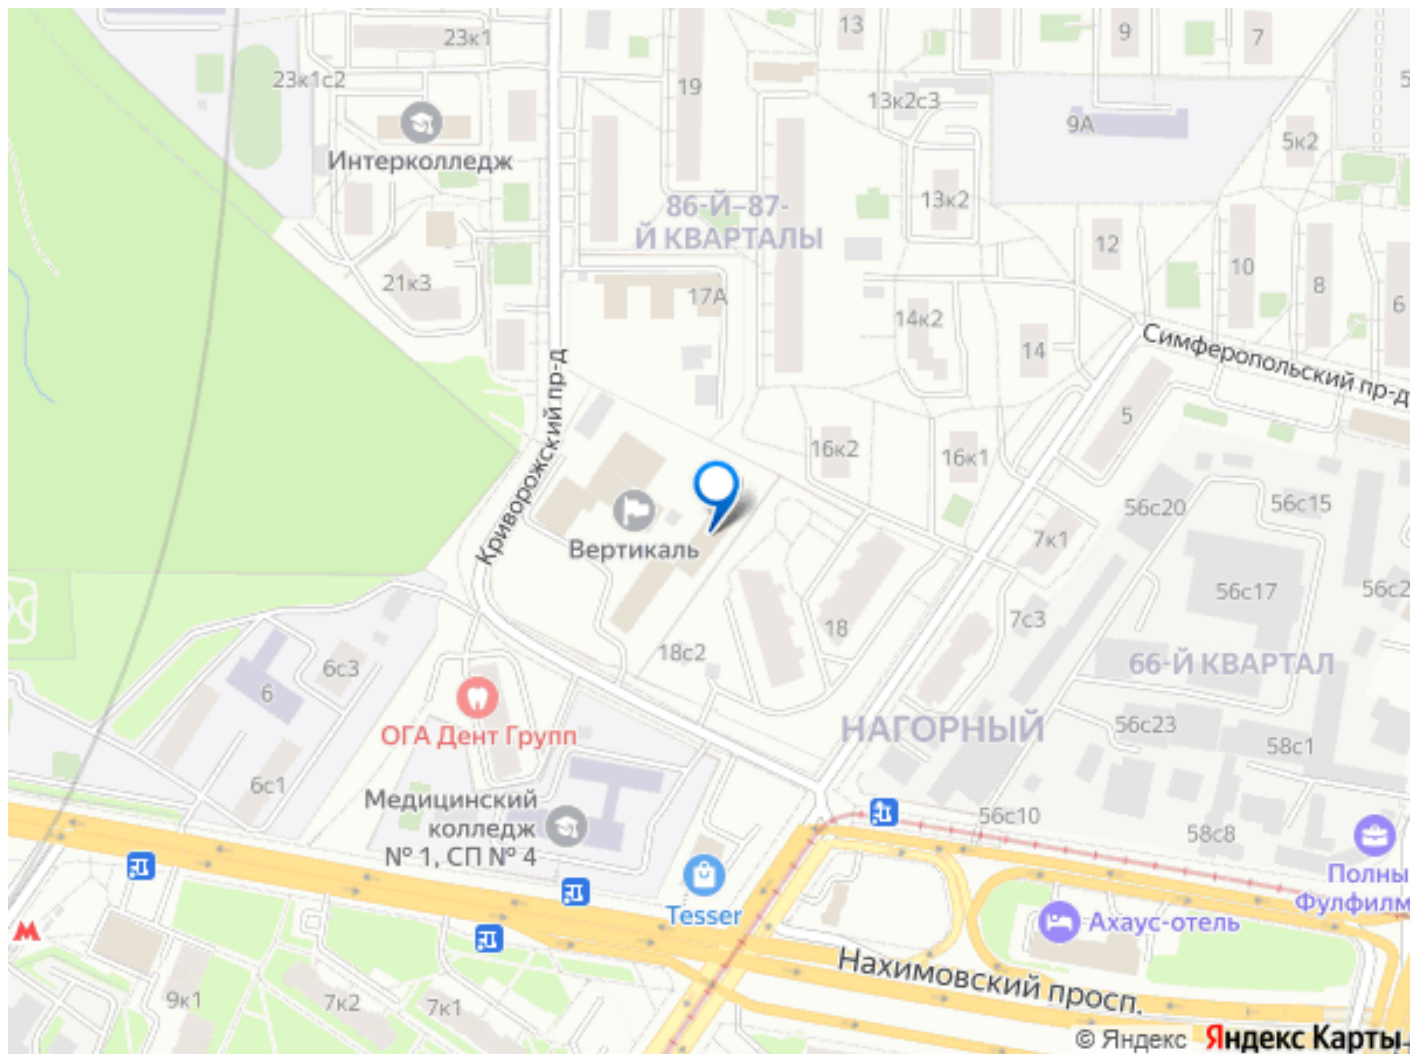 23к1
13
9
7
23к1с2
19
13к2с3
5
9А
Интерколледж
5к2
86-Й–87-
Й КВАРТАЛЫ
13к2
12
10
8
6
21к3
17А
14к2
14
Симферопольский пр-д
Криворожский пр-д
5
16к2
16к1
56с20
56с15
7к1
Вертикаль
56с17
56с2
18
7с3
18с2
66-Й КВАРТАЛ
6с3
6
НАГОРНЫЙ
56с23
58с1
ОГА Дент Групп
6с1
Медицинский
колледж
№ 1, СП № 4
56с10
58с8
Полны
Фулфилм
Tesser
Ахаус-отель
Нахимовский просп.
9к1
7к2
7к1
© Яндекс Яндекс Карты